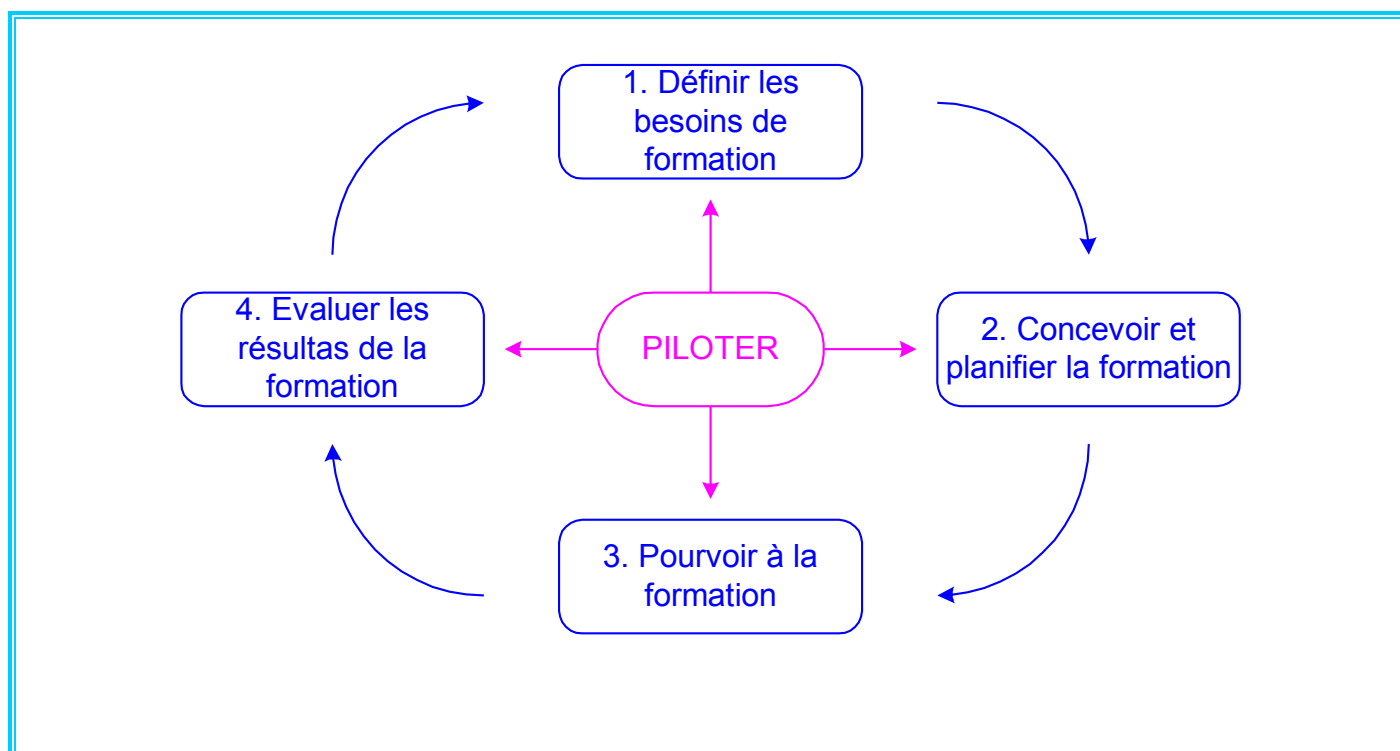 1. Définir les
besoins de
formation
4. Evaluer les
résultas de la
formation
PILOTER
2. Concevoir et
planifier la formation
3. Pourvoir à la
formation